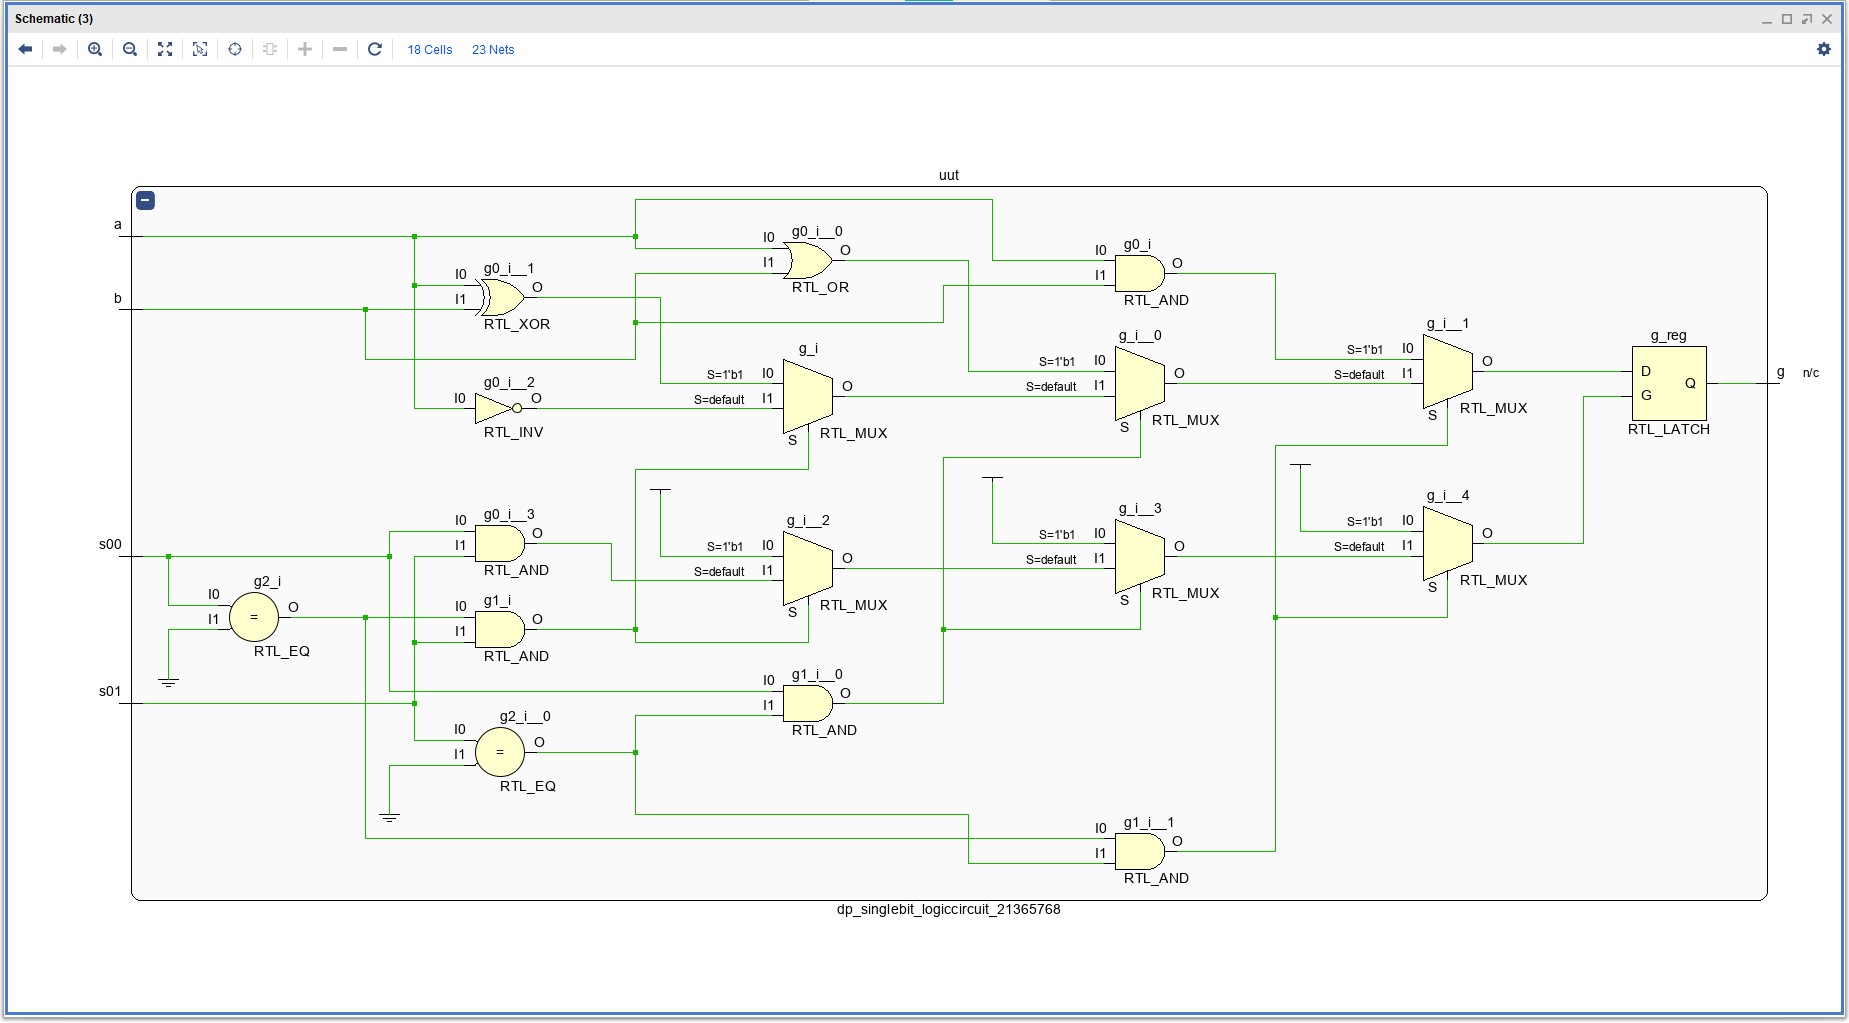 Schematic (3)
18 Cells 23 Nets
uut
a
b
s00
s01
g0_i__1
I0
I1
O
RTL_XOR
g0_i__2
I0
O
RTL_INV
g0_i__0
I0
I1
O
RTL_OR
g0_i
I0
I1
O
RTL_AND
g_i
S=1'b1 I0
S=default I1
O
S
RTL_MUX
g_i__0
S=1'b1 I0
S=default I1
O
S
RTL_MUX
g_i__1
S=1'b1 I0
S=default I1
O
S
RTL_MUX
g_reg
D
G
Q
RTL_LATCH
g n/c
g0_i__3
I0
I1
O
RTL_AND
g2_i
I0
I1
=
O
RTL_EQ
g1_i
I0
I1
O
RTL_AND
g_i__2
S=1'b1 I0
S=default I1
O
S
RTL_MUX
g_i__3
S=1'b1 I0
S=default I1
O
S
RTL_MUX
g_i__4
S=1'b1 I0
S=default I1
O
S
RTL_MUX
g1_i__0
I0
I1
O
RTL_AND
g2_i__0
I0
I1
=
O
RTL_EQ
g1_i__1
I0
I1
O
RTL_AND
dp_singlebit_logiccircuit_21365768